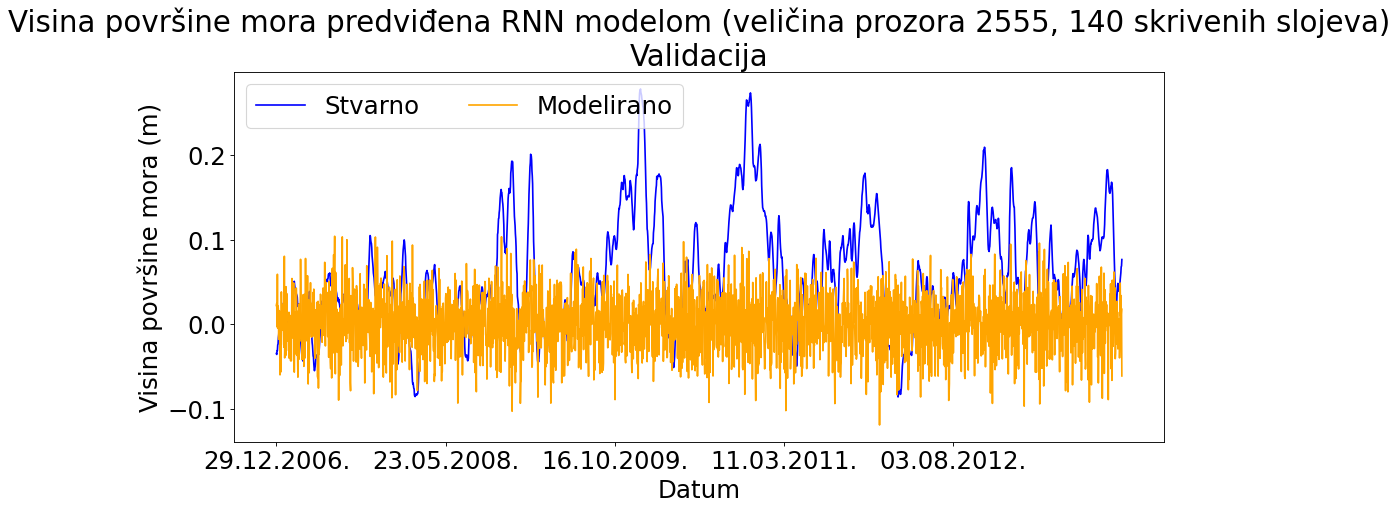 Visina površine mora predviđena RNN modelom (veličina prozora 2555, 140 skrivenih slojeva)
Validacija
Stvarno
Modelirano
Visina površine mora (m)
0.2
0.1
0.0
−0.1
29.12.2006.
23.05.2008.
16.10.2009.
11.03.2011.
03.08.2012.
Datum